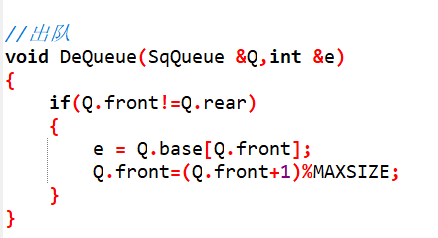 //出队
void DeQueue(SqQueue &Q,int &e)
{
    if(Q.front!=Q.rear)
    {
        e = Q.base[Q.front];
        Q.front=(Q.front+1)%MAXSIZE;
    }
}